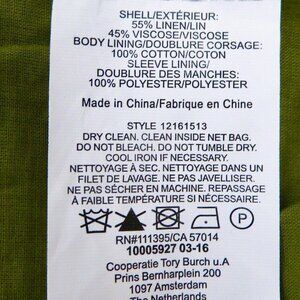 SHELL/EXTÉRIEUR:
55% LINEN/LIN
45% VISCOSE/VISCOSE
BODY LINING/DOUBLURE CORSAGE:
100% COTTON/COTON
SLEEVE LINING/
DOUBLURE DES MANCHES:
100% POLYESTER/POLYESTER
Made in China/Fabrique en Chine
STYLE 12161513
DRY CLEAN. CLEAN INSIDE NET BAG.
DO NOT BLEACH. DO NOT TUMBLE DRY.
COOL IRON IF NECESSARY.
NETTOYAGE À SEC. NETTOYAGE DANS UN
FILET DE LAVAGE. NE PAS JAVELLISER.
NE PAS SÉCHER EN MACHINE. REPASSAGE
À FAIBLE TEMPÉRATURE SI NÉCESSAIRE.
RN#111395/CA 57014
10005927 03-16
Cooperatie Tory Burch u.A
Prins Bernharplein 200
1097 Amsterdam
The Netherlands